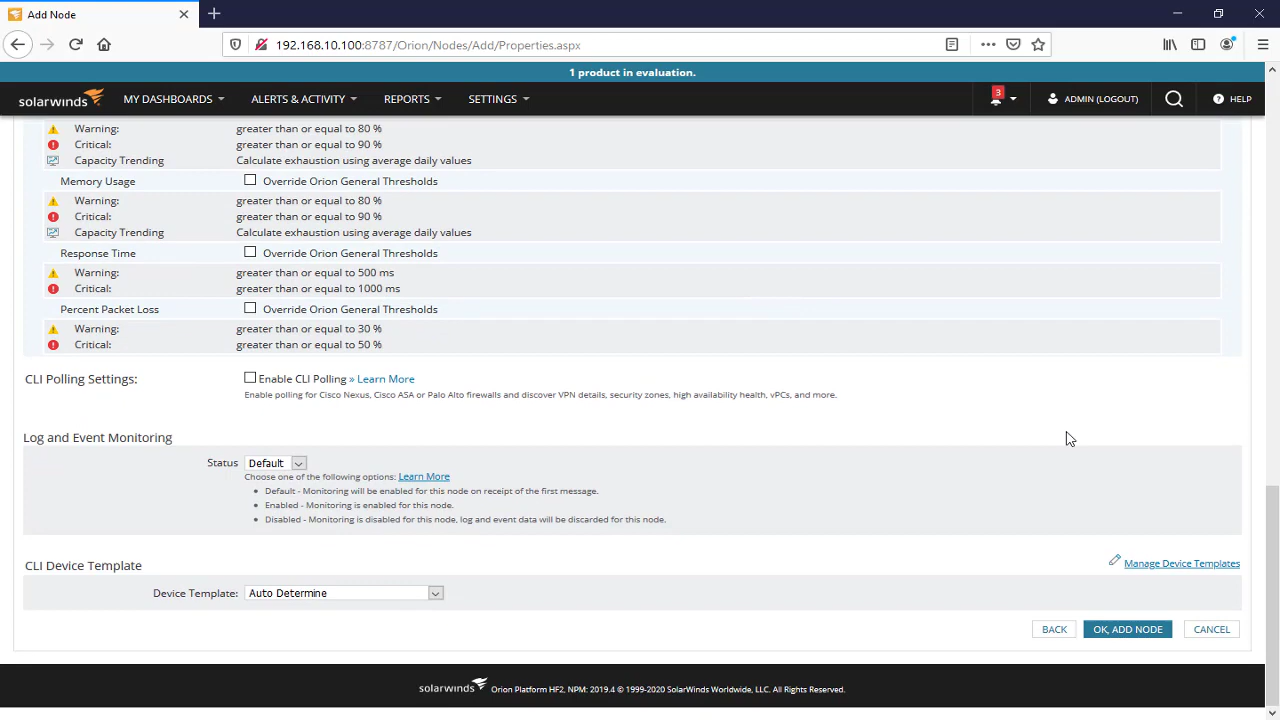 Add Node
192.168.10.100:8787/Orion/Nodes/Add/Properties.aspx
1 product in evaluation.
solarwinds MY DASHBOARDS ALERTS & ACTIVITY REPORTS SETTINGS 3 ADMIN (LOGOUT) HELP
Warning: greater than or equal to 80 %
Critical: greater than or equal to 90 %
Capacity Trending Calculate exhaustion using average daily values
Memory Usage Override Orion General Thresholds
Warning: greater than or equal to 80 %
Critical: greater than or equal to 90 %
Capacity Trending Calculate exhaustion using average daily values
Response Time Override Orion General Thresholds
Warning: greater than or equal to 500 ms
Critical: greater than or equal to 1000 ms
Percent Packet Loss Override Orion General Thresholds
Warning: greater than or equal to 30 %
Critical: greater than or equal to 50 %
CLI Polling Settings: Enable CLI Polling » Learn More
Enable polling for Cisco Nexus, Cisco ASA or Palo Alto firewalls and discover VPN details, security zones, high availability health, vPCs, and more.
Log and Event Monitoring
Status Default
Choose one of the following options: Learn More
• Default - Monitoring will be enabled for this node on receipt of the first message.
• Enabled - Monitoring is enabled for this node.
• Disabled - Monitoring is disabled for this node, log and event data will be discarded for this node.
CLI Device Template Manage Device Templates
Device Template: Auto Determine
BACK OK, ADD NODE CANCEL
solarwinds Orion Platform HF2, NPM: 2019.4 © 1999-2020 SolarWinds Worldwide, LLC. All Rights Reserved.